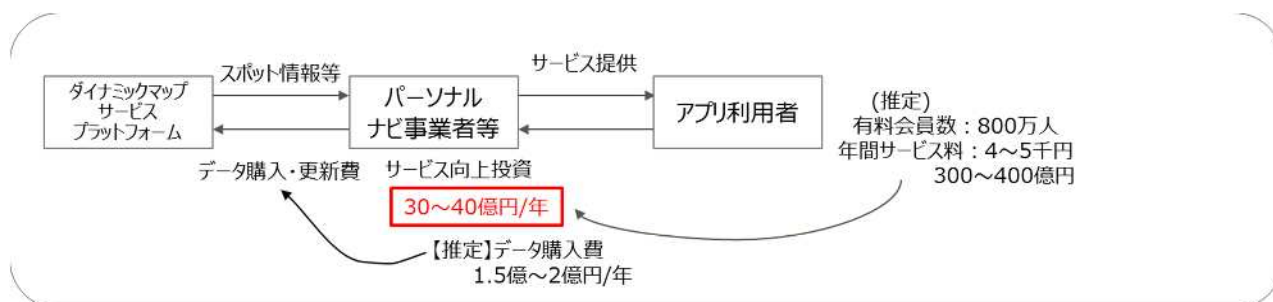 ダイナミックマップ
サービス
プラットフォーム
スポット情報等
パーソナル
ナビ事業者等
サービス提供
アプリ利用者
(推定)
有料会員数：800万人
年間サービス料：4～5千円
300～400億円
データ購入・更新費
サービス向上投資
30～40億円/年
【推定】データ購入費
1.5億～2億円/年